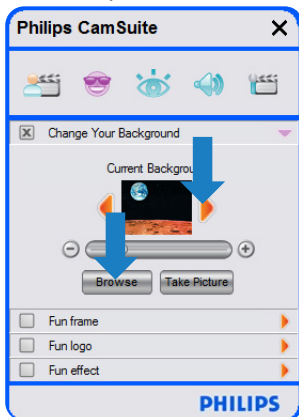 Philips CamSuite
Change Your Background
Current Backgrou
Browse Take Picture
Fun frame
Fun logo
Fun effect
PHILIPS